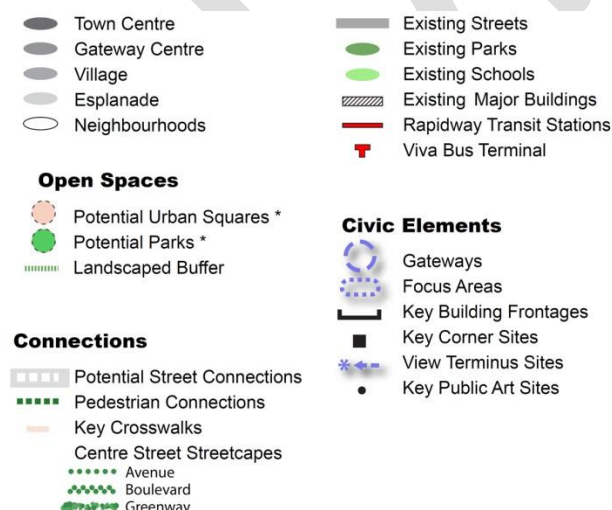 Town Centre
Gateway Centre
Village
Esplanade
Neighbourhoods
Open Spaces
Potential Urban Squares *
Potential Parks *
Landscaped Buffer
Connections
Potential Street Connections
Pedestrian Connections
Key Crosswalks
Centre Street Streetcapes
Avenue
Boulevard
Greenway
Existing Streets
Existing Parks
Existing Schools
Existing Major Buildings
Rapidway Transit Stations
Viva Bus Terminal
Civic Elements
Gateways
Focus Areas
Key Building Frontages
Key Corner Sites
View Terminus Sites
Key Public Art Sites